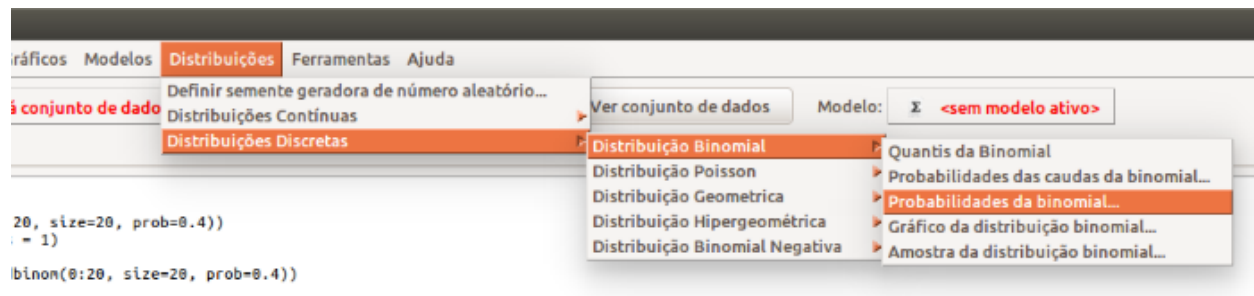 ráficos Modelos Distribuições Ferramentas Ajuda
Definir semente geradora de número aleatório...
á conjunto de dado Ver conjunto de dados Modelo: Σ <sem modelo ativo>
Distribuições Contínuas
Distribuições Discretas
Distribuição Binomial
Distribuição Poisson
Distribuição Geometrica
Distribuição Hipergeométrica
Distribuição Binomial Negativa
Quantis da Binomial
Probabilidades das caudas da binomial...
Probabilidades da binomial...
Gráfico da distribuição binomial...
Amostra da distribuição binomial...
20, size=20, prob=0.4))
= 1)
binom(0:20, size=20, prob=0.4))